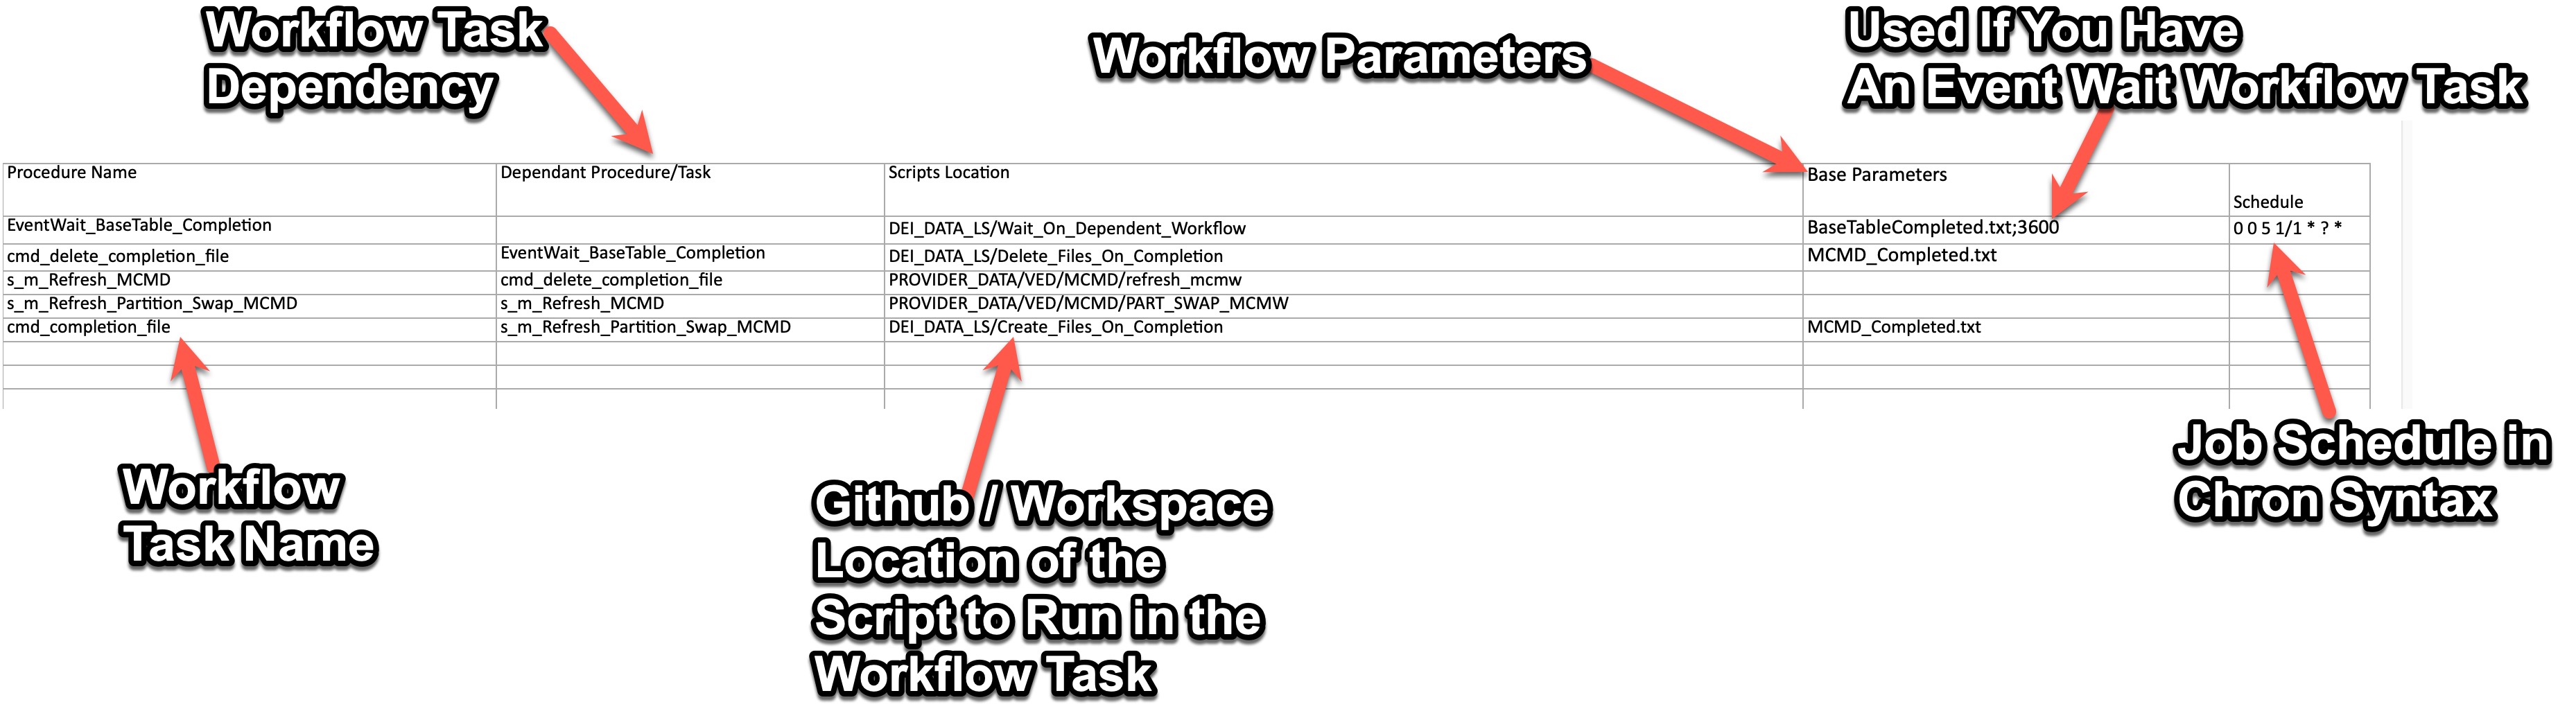 Workflow Task
Dependency
Workflow Parameters
Used If You Have
An Event Wait Workflow Task
Procedure Name
Dependant Procedure/Task
Scripts Location
Base Parameters
Schedule
EventWait_BaseTable_Completion
DEI_DATA_LS/Wait_On_Dependent_Workflow
BaseTableCompleted.txt;3600
0 0 5 1/1 * ? *
cmd_delete_completion_file
EventWait_BaseTable_Completion
DEI_DATA_LS/Delete_Files_On_Completion
MCMD_Completed.txt
s_m_Refresh_MCMD
cmd_delete_completion_file
PROVIDER_DATA/VED/MCMD/refresh_mcmw
s_m_Refresh_Partition_Swap_MCMD
s_m_Refresh_MCMD
PROVIDER_DATA/VED/MCMD/PART_SWAP_MCMW
cmd_completion_file
s_m_Refresh_Partition_Swap_MCMD
DEI_DATA_LS/Create_Files_On_Completion
MCMD_Completed.txt
Workflow
Task Name
Github / Workspace
Location of the
Script to Run in the
Workflow Task
Job Schedule in
Chron Syntax